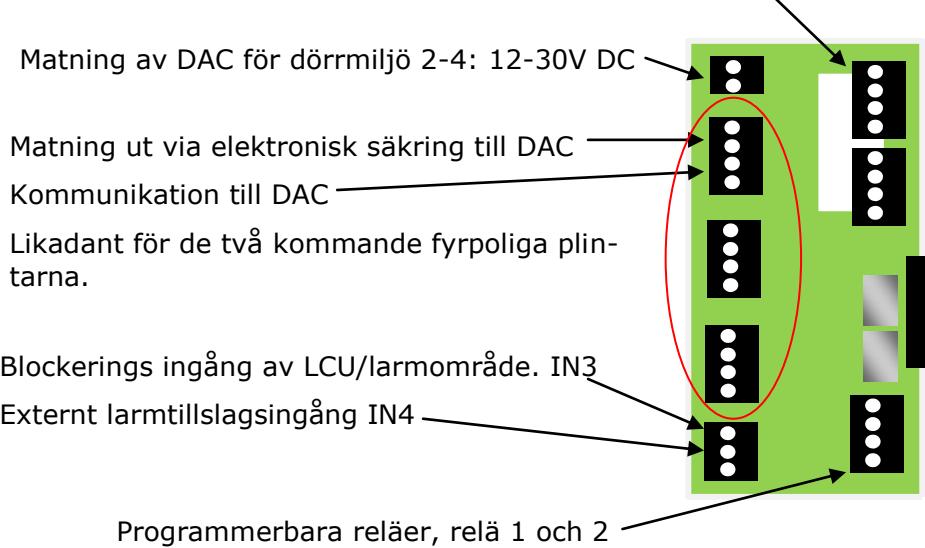 Matning av DAC för dörrmiljö 2-4: 12-30V DC
Matning ut via elektronisk säkring till DAC
Kommunikation till DAC
Likadant för de två kommande fyrpoliga plin-
tarna.
Blockerings ingång av LCU/larmområde. IN3
Externt larmtillslagsingång IN4
Programmerbara reläer, relä 1 och 2